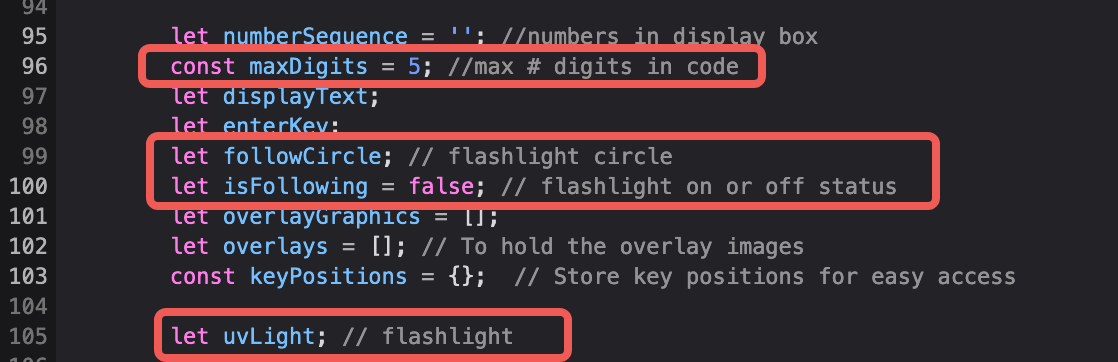 94
95 let numberSequence = ''; //numbers in display box
96 const maxDigits = 5; //max # digits in code
97 let displayText;
98 let enterKey;
99 let followCircle; // flashlight circle
100 let isFollowing = false; // flashlight on or off status
101 let overlayGraphics = [];
102 let overlays = []; // To hold the overlay images
103 const keyPositions = {};  // Store key positions for easy access
104
105 let uvLight; // flashlight